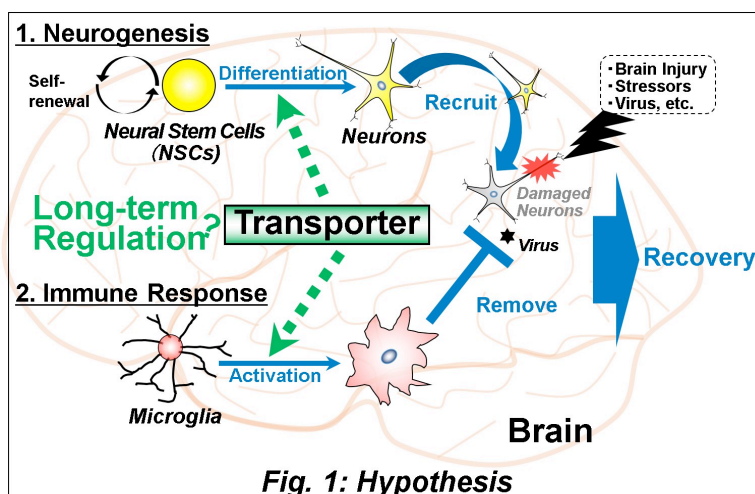 1. Neurogenesis
Self-
renewal
Differentiation
Neural Stem Cells
(NSCs)
Neurons
Recruit
・Brain Injury
・Stressors
・Virus, etc.
Damaged
Neurons
Virus
Long-term
Regulation?
Transporter
Recovery
2. Immune Response
Remove
Activation
Microglia
Brain
Fig. 1: Hypothesis